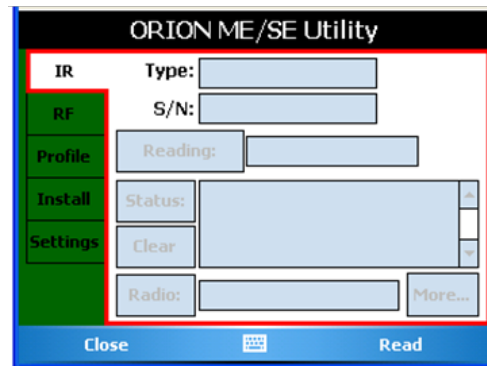 ORION ME/SE Utility
IR
Type:
RF
S/N:
Profile
Reading:
Install
Status:
Settings
Clear
Radio:
More...
Close
Read